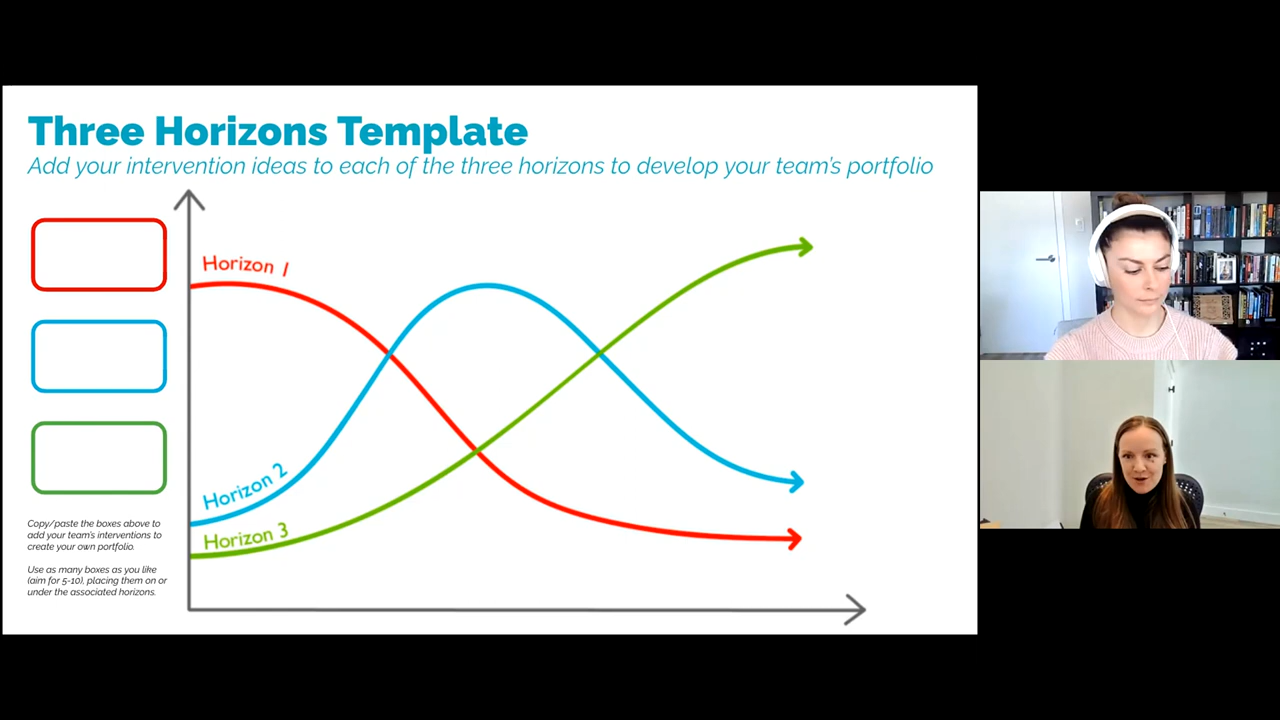 Three Horizons Template
Add your intervention ideas to each of the three horizons to develop your team's portfolio
Horizon 1
Horizon 2
Horizon 3
Copy/paste the boxes above to
add your team's interventions to
create your own portfolio.
Use as many boxes as you like
(aim for 5-10), placing them on or
under the associated horizons.